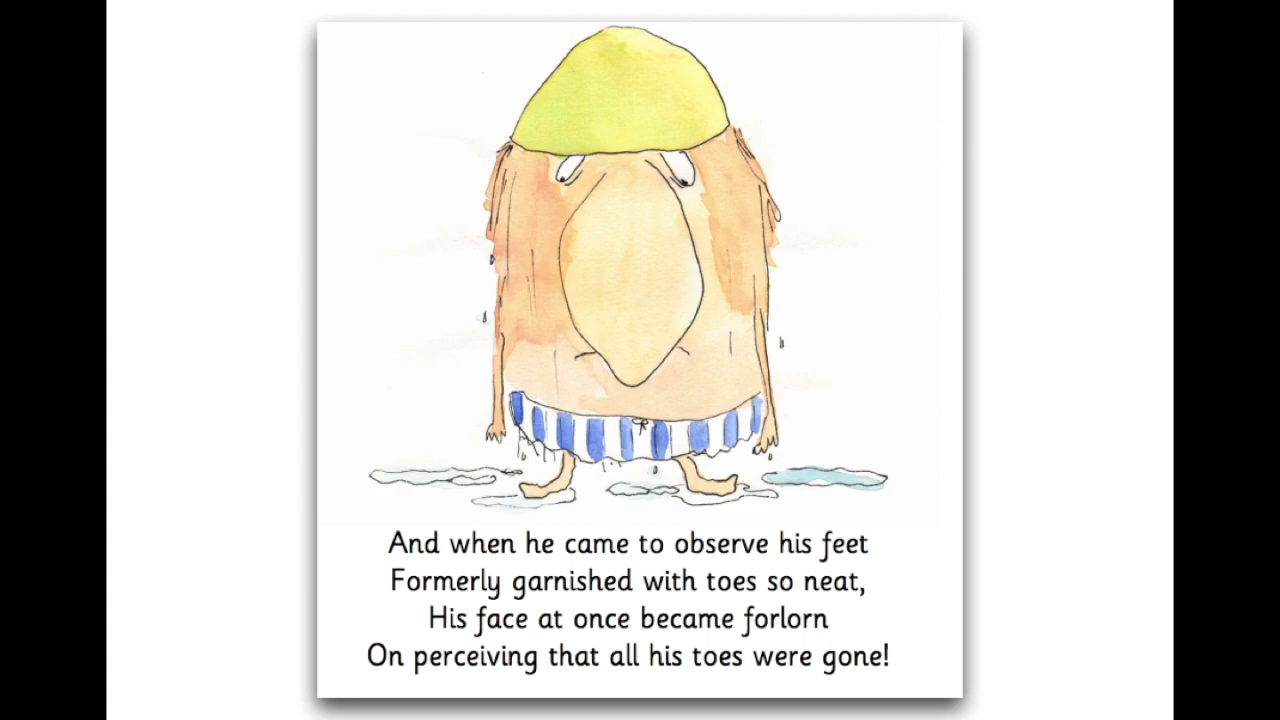 And when he came to observe his feet
Formerly garnished with toes so neat,
His face at once became forlorn
On perceiving that all his toes were gone!